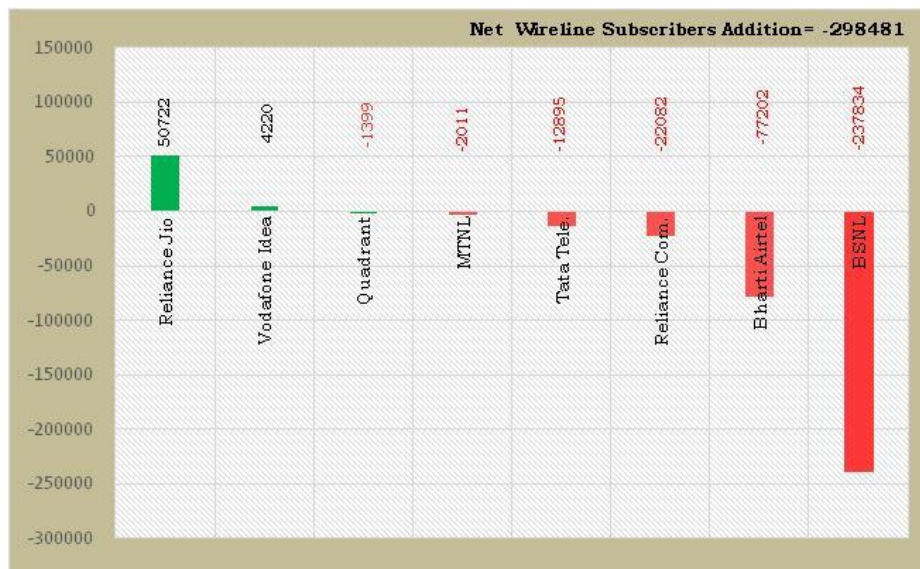 Net Wireline Subscribers Addition= -298481
150000
100000
50000
0
-50000
-100000
-150000
-200000
-250000
-300000
50722
4220
-1399
-2011
-12895
-22082
-77202
-237834
Reliance Jio
Vodafone Idea
Quadrant
MTNL
Tata Tele.
Reliance Com.
Bharti Airtel
BSNL